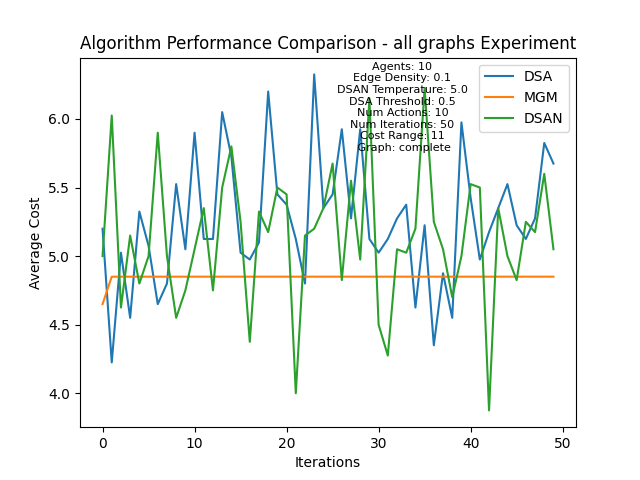 Algorithm Performance Comparison - all graphs Experiment
Agents: 10
Edge Density: 0.1
DSAN Temperature: 5.0
DSA Threshold: 0.5
Num Actions: 10
Num Iterations: 50
Cost Range: 11
Graph: complete
DSA
MGM
DSAN
Average Cost
6.0
5.5
5.0
4.5
4.0
0 10 20 30 40 50
Iterations